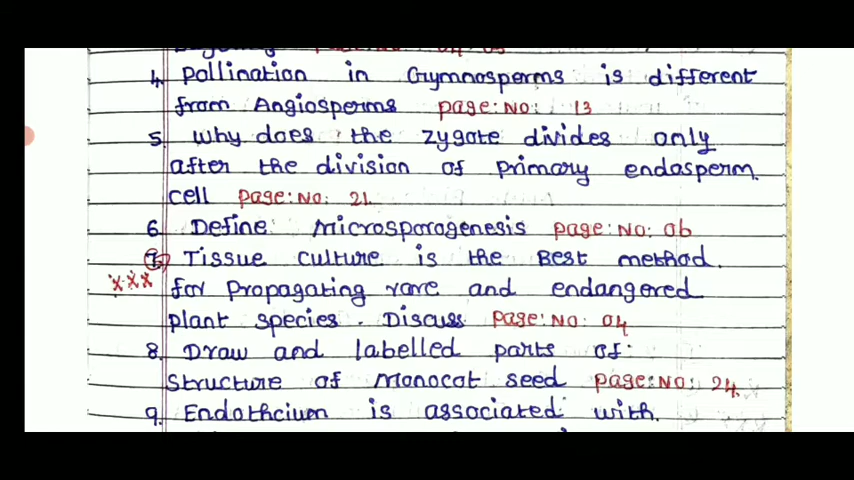 4. Pollination in Gymnosperms is different
from Angiosperms page:No: 13
5. Why does the zygote divides only
after the division of primary endosperm
cell page:No: 21
6. Define Microsporogenesis page:No: 06
7. Tissue culture is the Best method
xxx for Propagating rare and endangered
plant species. Discuss page:No: 04
8. Draw and labelled parts of
structure of Monocot seed page:No: 24
9. Endothcium is associated with